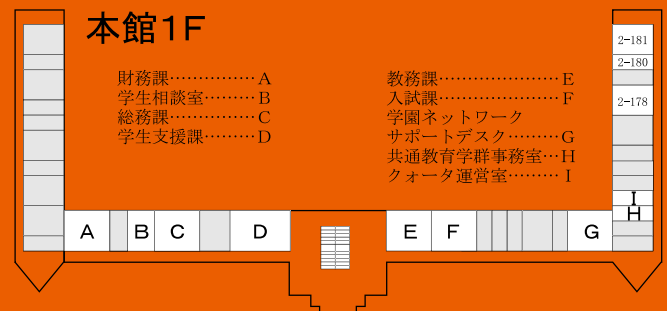 本館1F
財務課……………A
学生相談室………B
総務課……………C
学生支援課………D
教務課………………E
入試課………………F
学園ネットワーク
サポートデスク………G
共通教育学群事務室…H
クォータ運営室………I
2-181
2-180
2-178
I
H
A
B
C
D
E
F
G